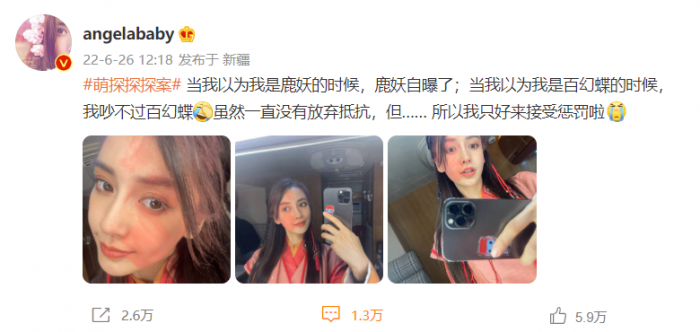 angelababy
22-6-26 12:18 发布于 新疆
#萌探探探案# 当我以为我是鹿妖的时候，鹿妖自曝了；当我以为我是百幻蝶的时候，
我吵不过百幻蝶🤣虽然一直没有放弃抵抗，但...... 所以我只好来接受惩罚啦😭
2.6万
1.3万
5.9万